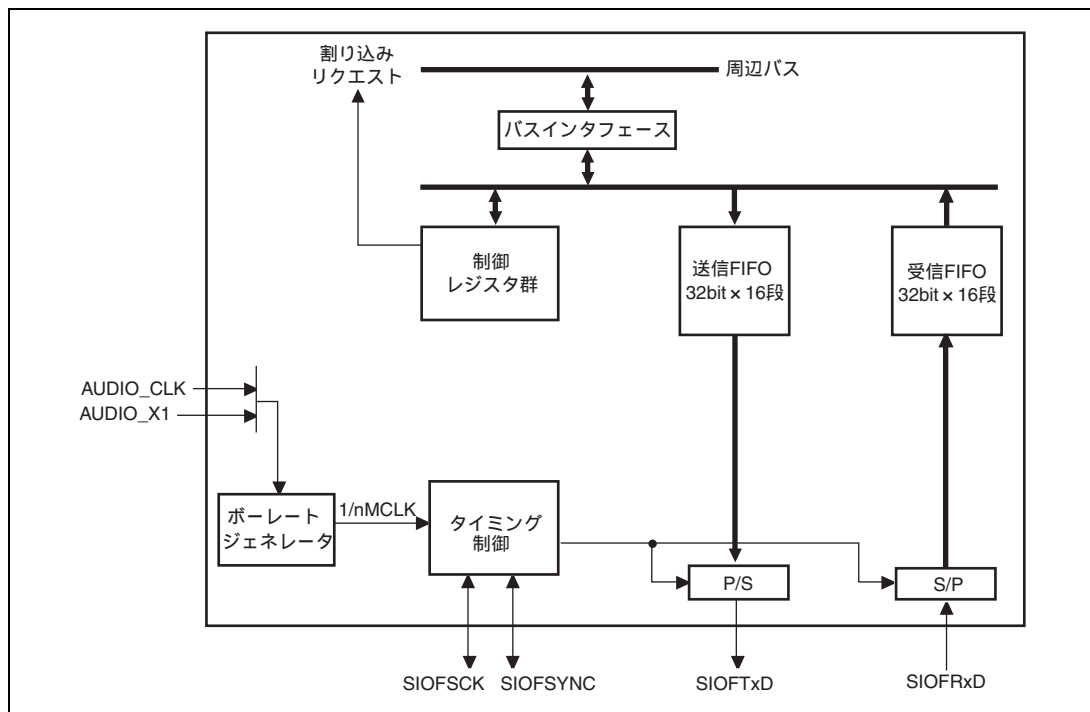 割り込み
リクエスト
周辺バス
バスインタフェース
制御
レジスタ群
送信FIFO
32bit × 16段
受信FIFO
32bit × 16段
AUDIO_CLK
AUDIO_X1
ボーレート
ジェネレータ
1/nMCLK
タイミング
制御
P/S
S/P
SIOFSCK
SIOFSYNC
SIOFTxD
SIOFRxD